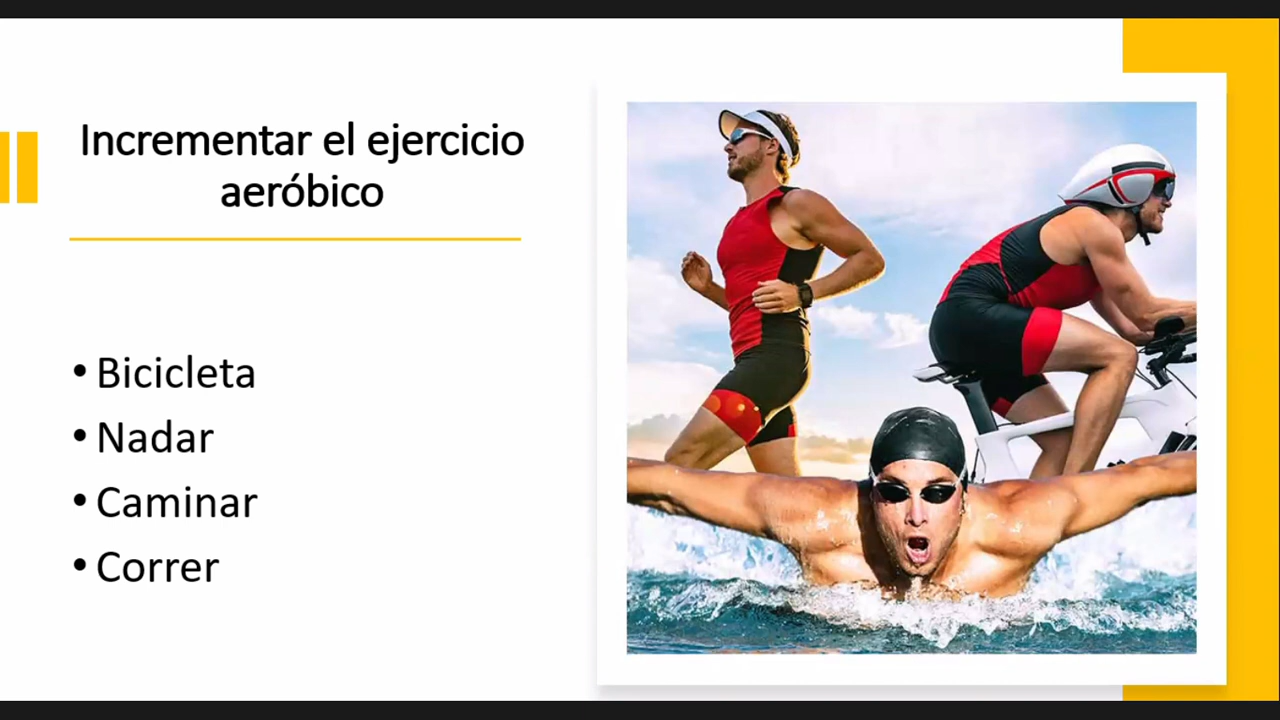 Incrementar el ejercicio
aeróbico
• Bicicleta
• Nadar
• Caminar
• Correr